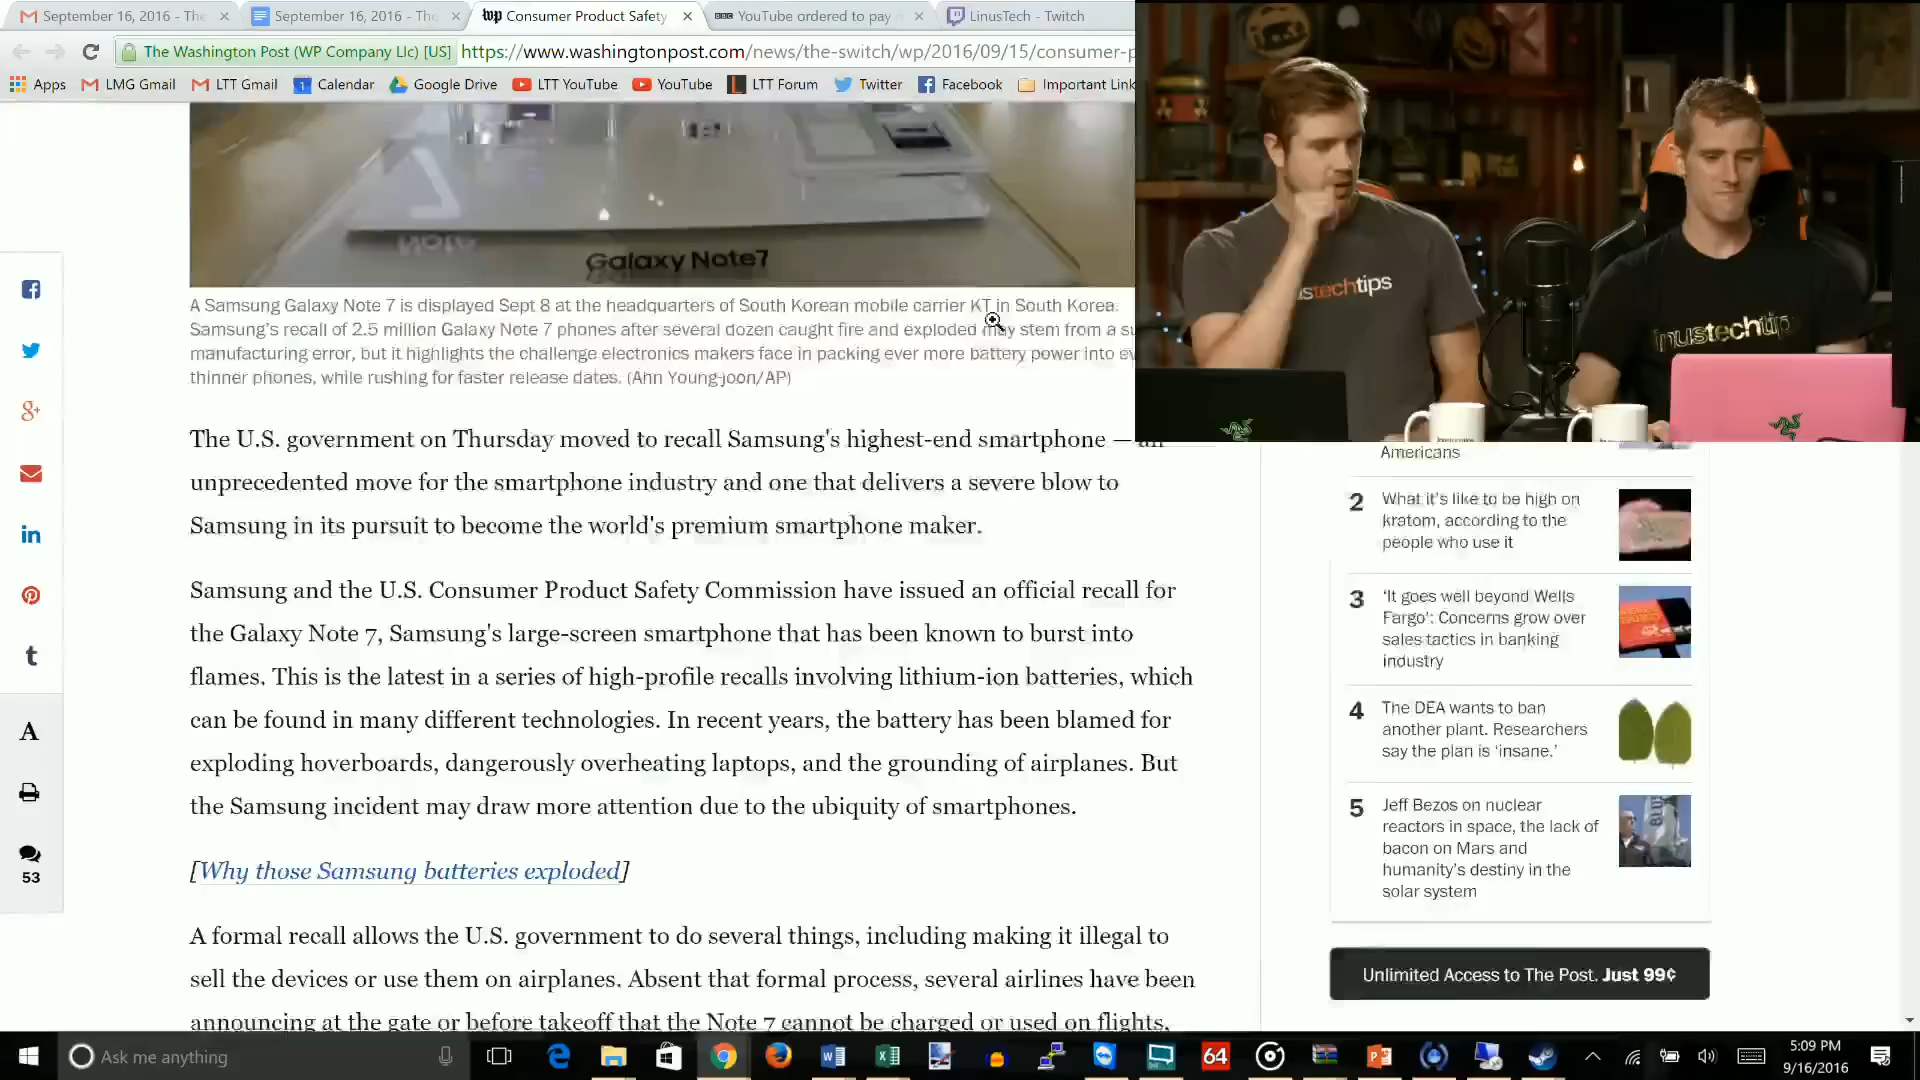 September 16, 2016 - The
September 16, 2016 - The
Consumer Product Safety
YouTube ordered to pay m
LinusTech - Twitch
The Washington Post (WP Company Llc) [US]
https://www.washingtonpost.com/news/the-switch/wp/2016/09/15/consumer-p
Apps
LMG Gmail
LTT Gmail
Calendar
Google Drive
LTT YouTube
YouTube
LTT Forum
Twitter
Facebook
Important Link
Galaxy Note7
A Samsung Galaxy Note 7 is displayed Sept 8 at the headquarters of South Korean mobile carrier KT in South Korea.
Samsung's recall of 2.5 million Galaxy Note 7 phones after several dozen caught fire and exploded may stem from a su
manufacturing error, but it highlights the challenge electronics makers face in packing ever more battery power into ev
thinner phones, while rushing for faster release dates. (Ahn Young-joon/AP)
ustechtips
linustechtip
The U.S. government on Thursday moved to recall Samsung's highest-end smartphone — an
unprecedented move for the smartphone industry and one that delivers a severe blow to
Samsung in its pursuit to become the world's premium smartphone maker.
Samsung and the U.S. Consumer Product Safety Commission have issued an official recall for
the Galaxy Note 7, Samsung's large-screen smartphone that has been known to burst into
flames. This is the latest in a series of high-profile recalls involving lithium-ion batteries, which
can be found in many different technologies. In recent years, the battery has been blamed for
exploding hoverboards, dangerously overheating laptops, and the grounding of airplanes. But
the Samsung incident may draw more attention due to the ubiquity of smartphones.
[Why those Samsung batteries exploded]
A formal recall allows the U.S. government to do several things, including making it illegal to
sell the devices or use them on airplanes. Absent that formal process, several airlines have been
announcing at the gate or before takeoff that the Note 7 cannot be charged or used on flights,
A
53
Americans
2
What it's like to be high on
kratom, according to the
people who use it
3
'It goes well beyond Wells
Fargo': Concerns grow over
sales tactics in banking
industry
4
The DEA wants to ban
another plant. Researchers
say the plan is 'insane.'
5
Jeff Bezos on nuclear
reactors in space, the lack of
bacon on Mars and
humanity's destiny in the
solar system
Unlimited Access to The Post. Just 99¢
Ask me anything
64
5:09 PM
9/16/2016